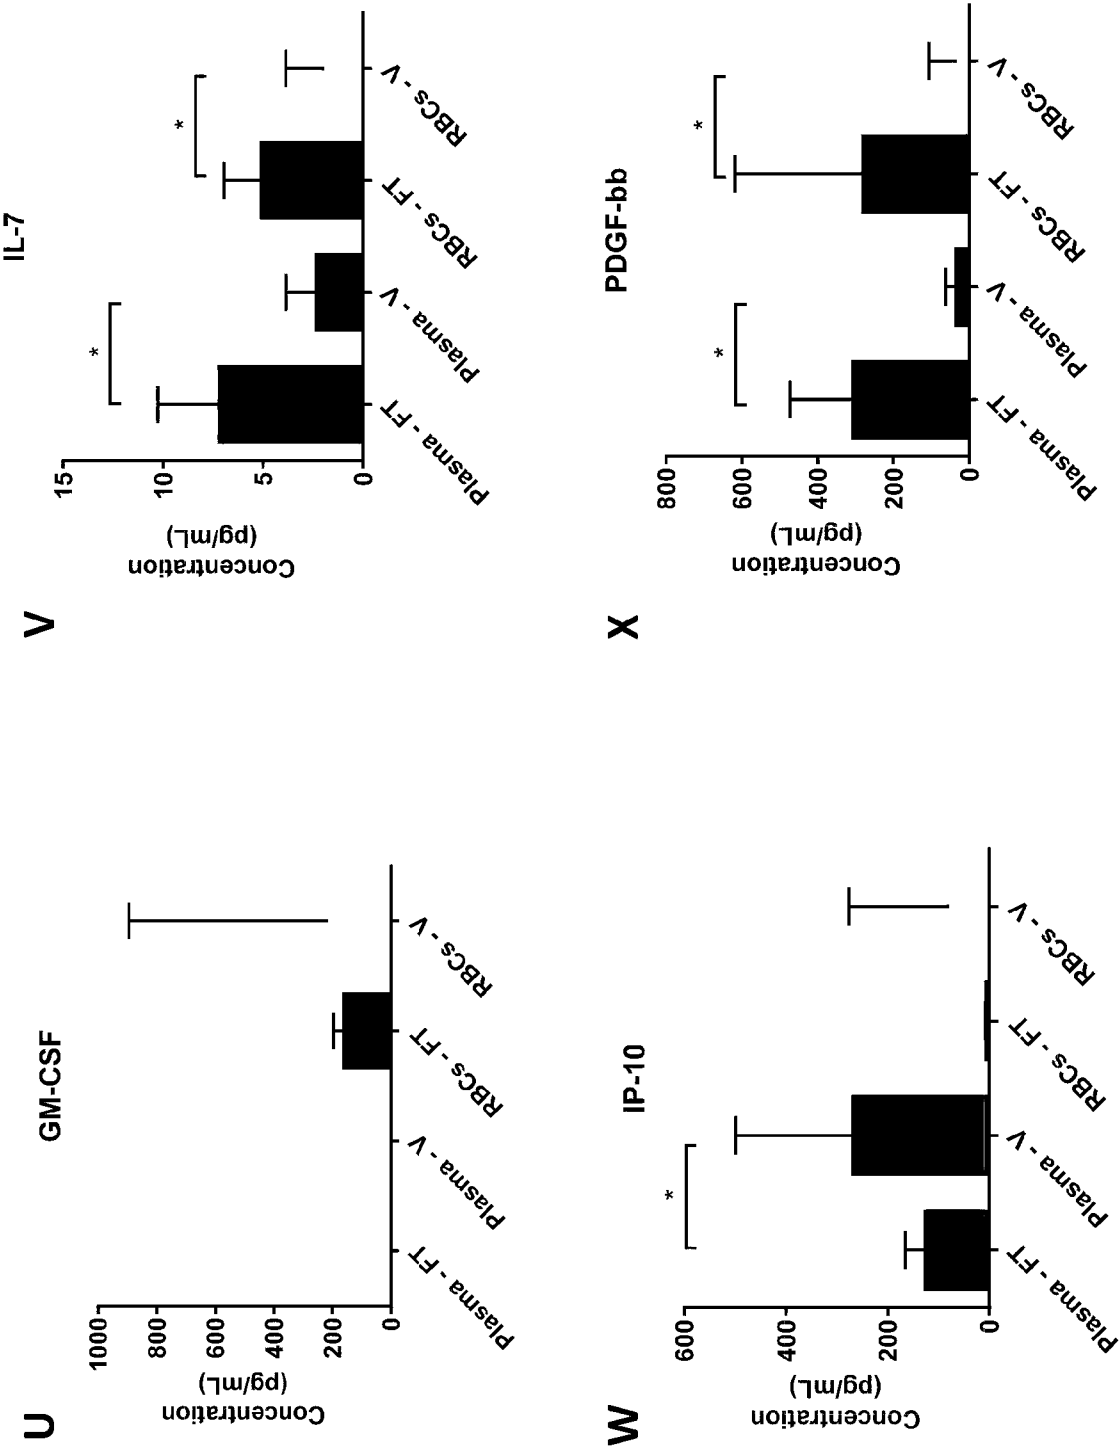 U
GM-CSF
Concentration
(pg/mL)
1000
800
600
400
200
0
Plasma - FT
Plasma - V
RBCs - FT
RBCs - V
V
IL-7
Concentration
(pg/mL)
15
10
5
0
*
*
Plasma - FT
Plasma - V
RBCs - FT
RBCs - V
W
IP-10
Concentration
(pg/mL)
600
400
200
0
*
Plasma - FT
Plasma - V
RBCs - FT
RBCs - V
X
PDGF-bb
Concentration
(pg/mL)
800
600
400
200
0
*
*
Plasma - FT
Plasma - V
RBCs - FT
RBCs - V